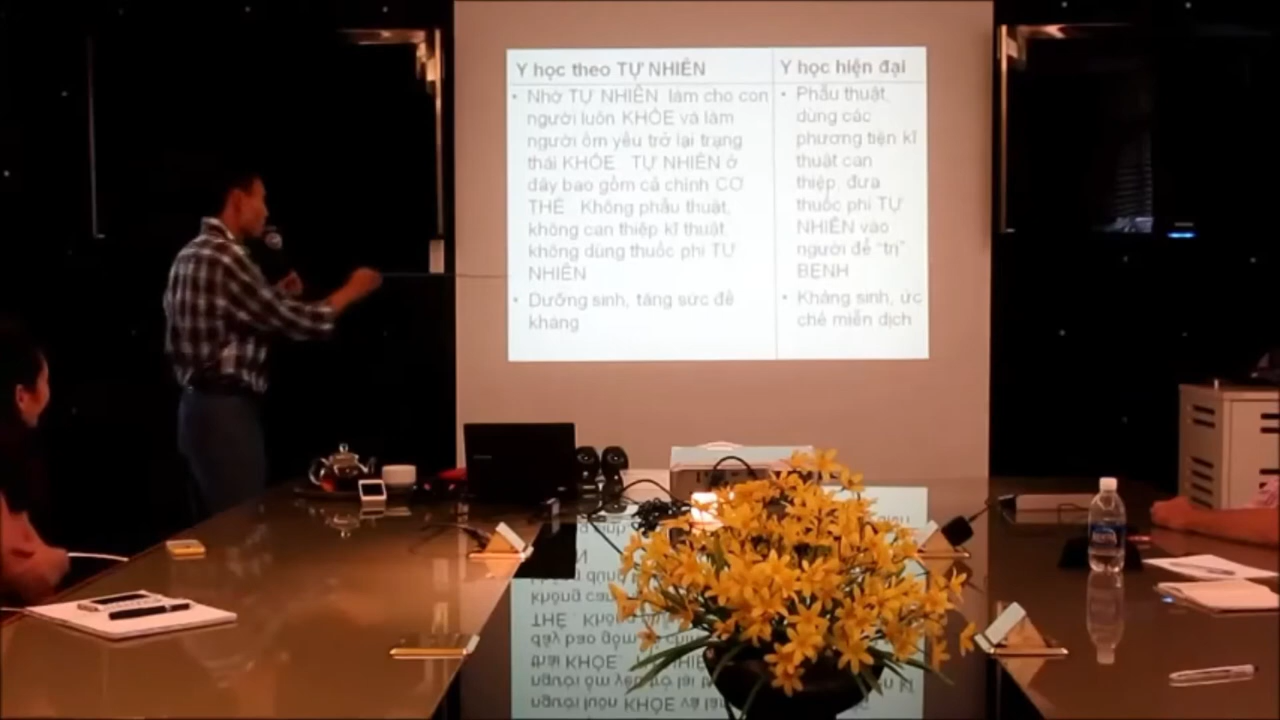 Y học theo TỰ NHIÊN
Y học hiện đại
• Nhờ TỰ NHIÊN làm cho con
người luôn KHỎE và làm
người ốm yếu trở lại trạng
thái KHỎE. TỰ NHIÊN ở
đây bao gồm cả chính CƠ
THỂ. Không phẫu thuật,
không can thiệp kĩ thuật,
không dùng thuốc phi TỰ
NHIÊN
• Dưỡng sinh, tăng sức đề
kháng
• Phẫu thuật,
dùng các
phương tiện kĩ
thuật can
thiệp, đưa
thuốc phi TỰ
NHIÊN vào
người để "trị"
BỆNH
• Kháng sinh, ức
chế miễn dịch